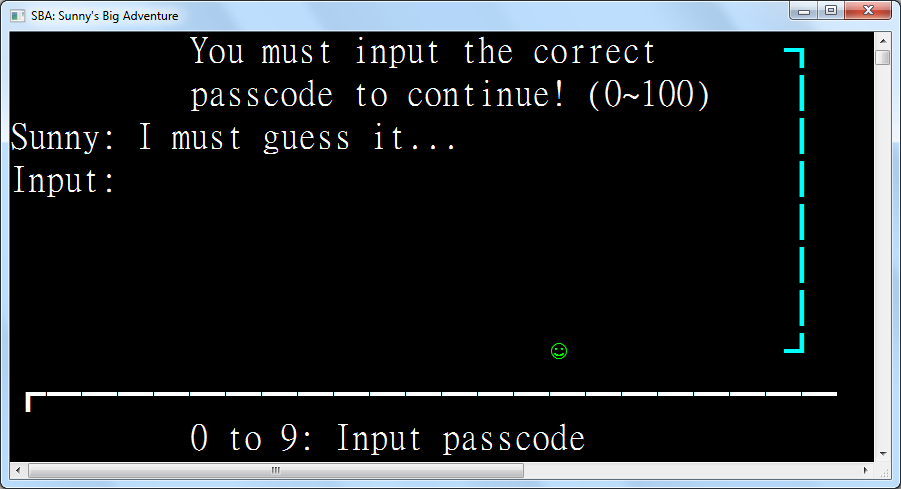 SBA: Sunny's Big Adventure
You must input the correct
passcode to continue! (0~100)
Sunny: I must guess it...
Input:
0 to 9: Input passcode